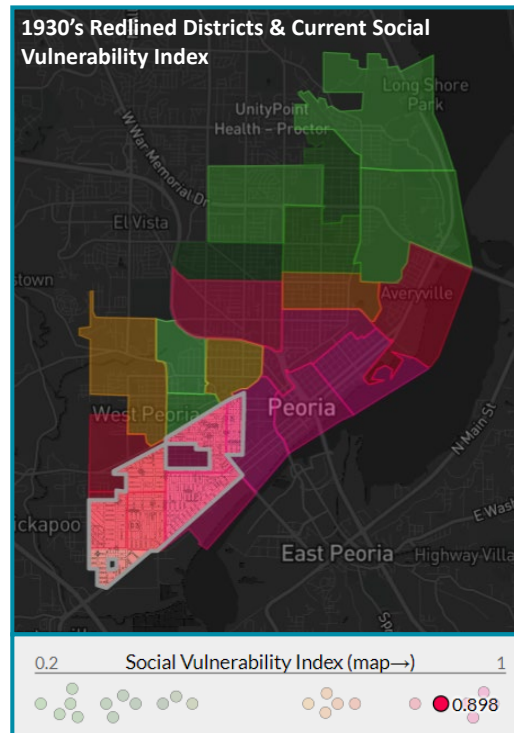 1930's Redlined Districts & Current Social
Vulnerability Index
Long Shore
Park
UnityPoint
Health – Proctor
W War Memorial Dr
El Vista
stown
Averyville
West Peoria
Peoria
N Main St
ickapoo
E Wash
East Peoria
Highway Villa
0.2
Social Vulnerability Index (map→)
1
0.898